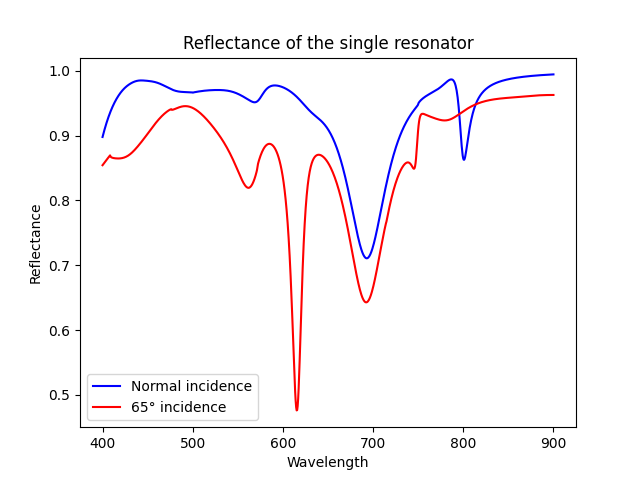 Reflectance of the single resonator
1.0
0.9
0.8
0.7
0.6
0.5
Reflectance
Normal incidence
65° incidence
400 500 600 700 800 900
Wavelength